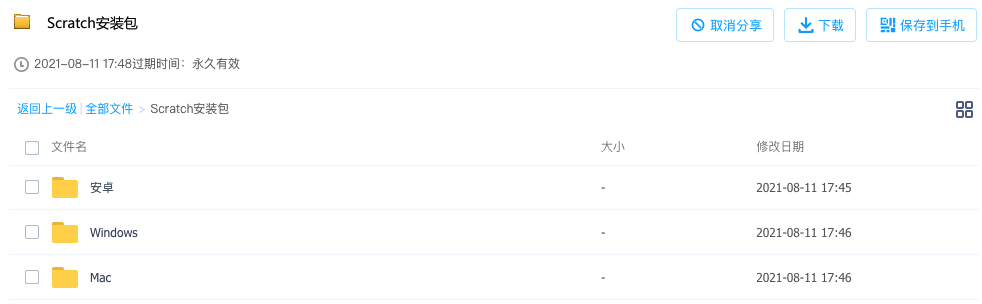 Scratch安装包
取消分享 下载 保存到手机
2021-08-11 17:48过期时间：永久有效
返回上一级 | 全部文件 > Scratch安装包
文件名 大小 修改日期
安卓 - 2021-08-11 17:45
Windows - 2021-08-11 17:46
Mac - 2021-08-11 17:46